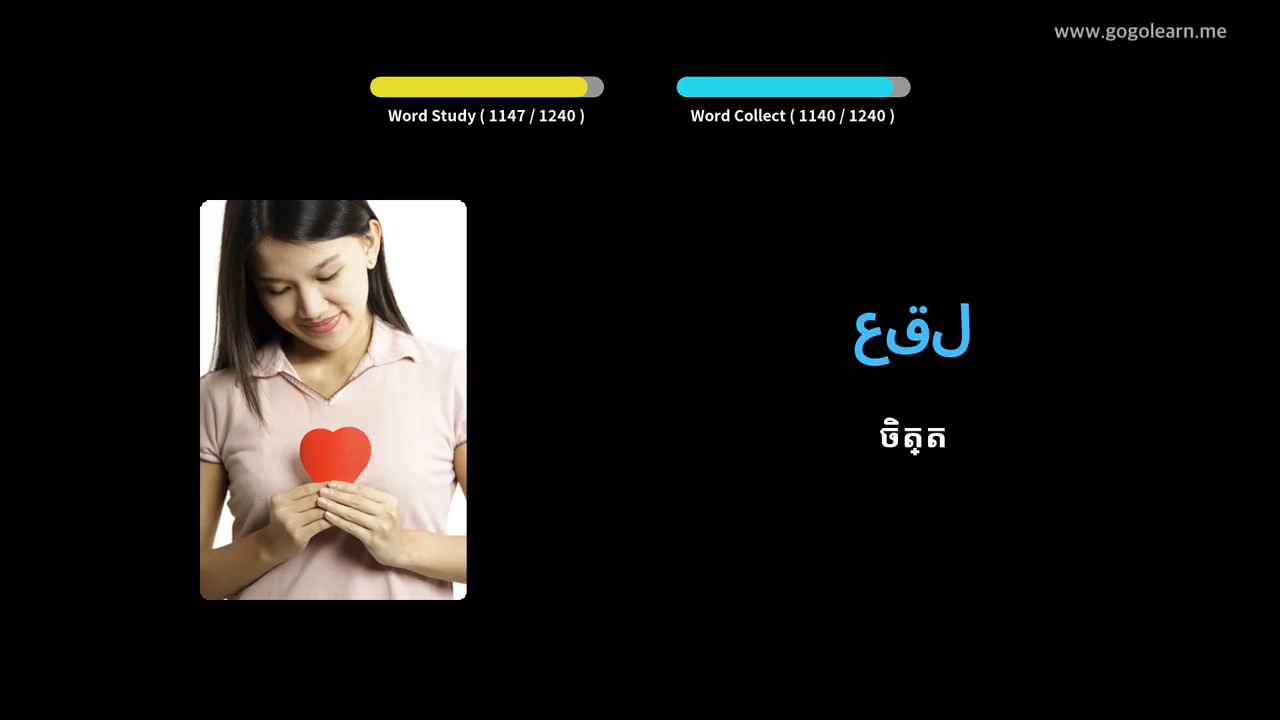 www.gogolearn.me
Word Study ( 1147 / 1240 )
Word Collect ( 1140 / 1240 )
عقل
ចិត្ត